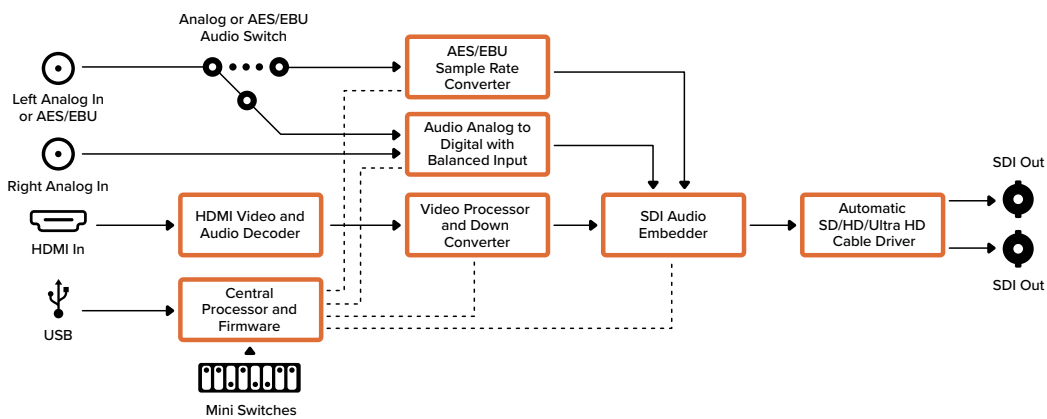 Analog or AES/EBU
Audio Switch
Left Analog In
or AES/EBU
AES/EBU
Sample Rate
Converter
Audio Analog to
Digital with
Balanced Input
Right Analog In
HDMI In
HDMI Video and
Audio Decoder
Video Processor
and Down
Converter
SDI Audio
Embedder
Automatic
SD/HD/Ultra HD
Cable Driver
SDI Out
SDI Out
USB
Central
Processor and
Firmware
Mini Switches